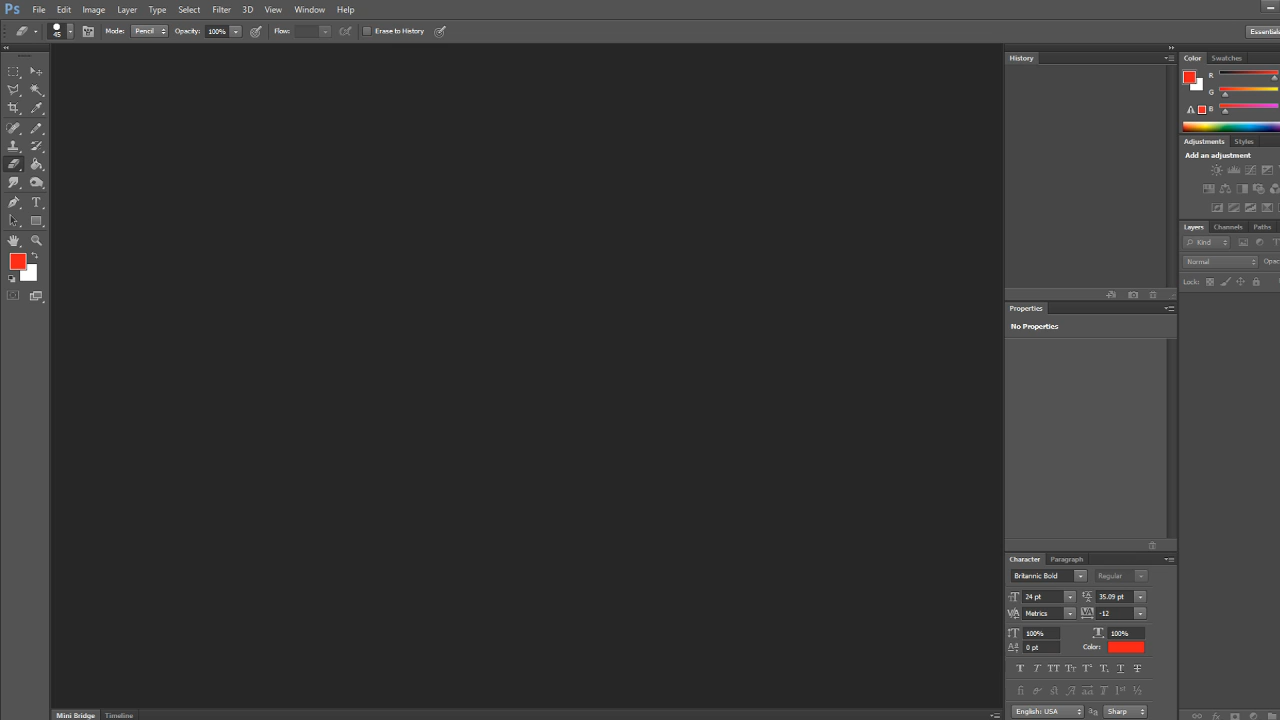 Ps File Edit Image Layer Type Select Filter 3D View Window Help
45 Mode: Pencil Opacity: 100% Flow: Erase to History Essentials
History
No Properties
Properties
Color Swatches
R
G
B
Adjustments Styles
Add an adjustment
Layers Channels Paths
Kind
Normal Opac
Lock:
Character Paragraph
Britannic Bold Regular
24 pt 35.09 pt
Metrics -12
100% 100%
0 pt Color:
English: USA Sharp
Mini Bridge Timeline